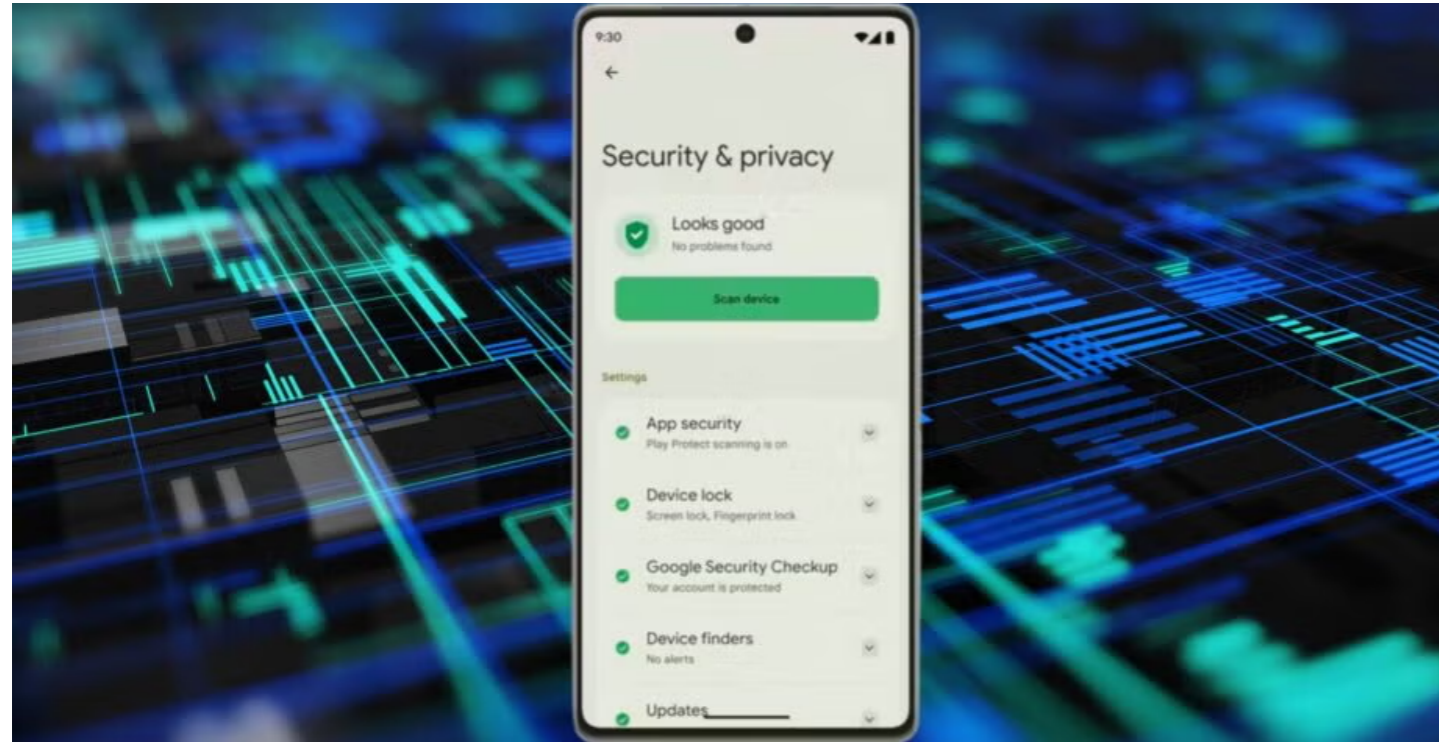 9:30
Security & privacy
Looks good
No problems found
Scan device
Settings
App security
Play Protect scanning is on
Device lock
Screen lock, Fingerprint lock
Google Security Checkup
Your account is protected
Device finders
No alerts
Updates